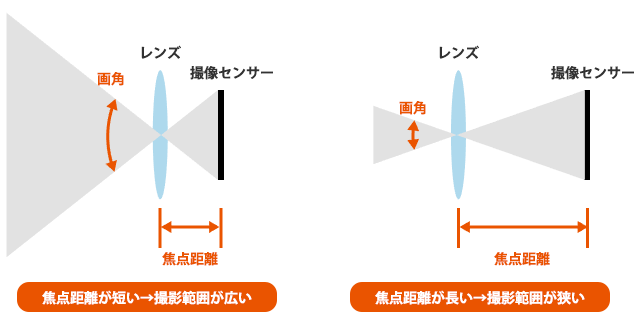 レンズ
撮像センサー
画角
焦点距離
焦点距離が短い→撮影範囲が広い
レンズ
撮像センサー
画角
焦点距離
焦点距離が長い→撮影範囲が狭い